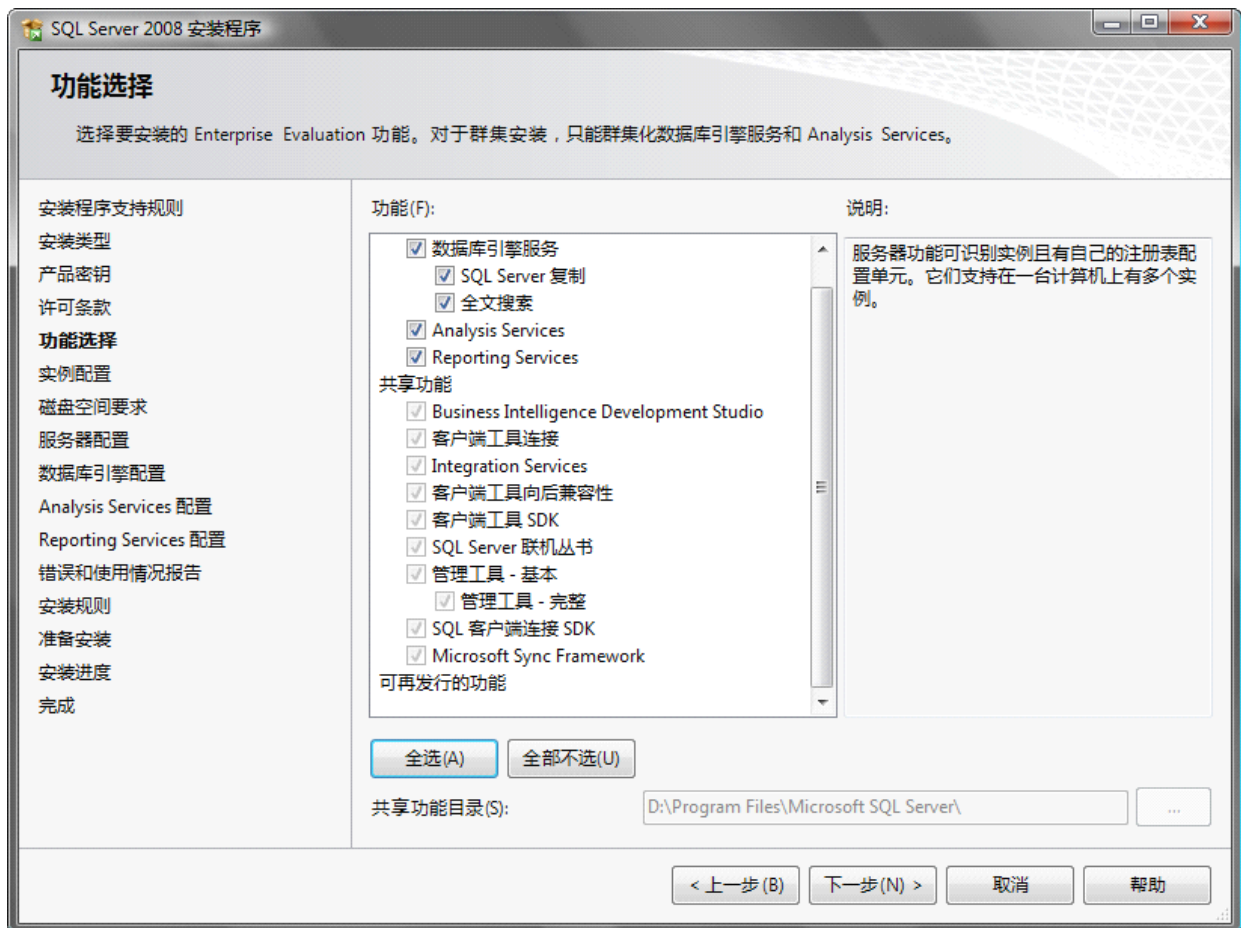 SQL Server 2008 安装程序
功能选择
选择要安装的 Enterprise Evaluation 功能。对于群集安装，只能群集化数据库引擎服务和 Analysis Services。
安装程序支持规则
安装类型
产品密钥
许可条款
功能选择
实例配置
磁盘空间要求
服务器配置
数据库引擎配置
Analysis Services 配置
Reporting Services 配置
错误和使用情况报告
安装规则
准备安装
安装进度
完成
功能(F):
数据库引擎服务
SQL Server 复制
全文搜索
Analysis Services
Reporting Services
共享功能
Business Intelligence Development Studio
客户端工具连接
Integration Services
客户端工具向后兼容性
客户端工具 SDK
SQL Server 联机丛书
管理工具 - 基本
管理工具 - 完整
SQL 客户端连接 SDK
Microsoft Sync Framework
可再发行的功能
说明:
服务器功能可识别实例且有自己的注册表配
置单元。它们支持在一台计算机上有多个实
例。
全选(A)
全部不选(U)
共享功能目录(S):
D:\Program Files\Microsoft SQL Server\
...
< 上一步(B)
下一步(N) >
取消
帮助